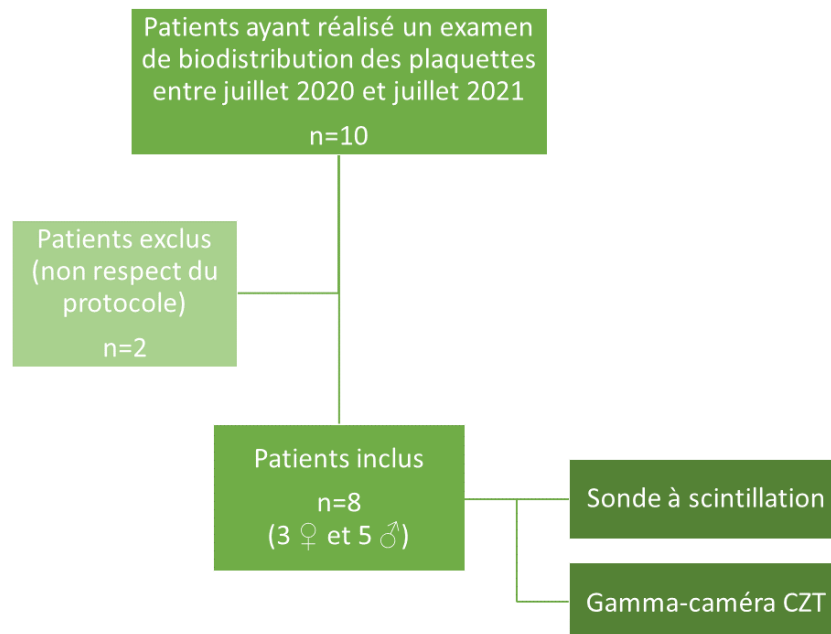 Patients ayant réalisé un examen
de biodistribution des plaquettes
entre juillet 2020 et juillet 2021
n=10
Patients exclus
(non respect du
protocole)
n=2
Patients inclus
n=8
(3 ♀ et 5 ♂)
Sonde à scintillation
Gamma-caméra CZT